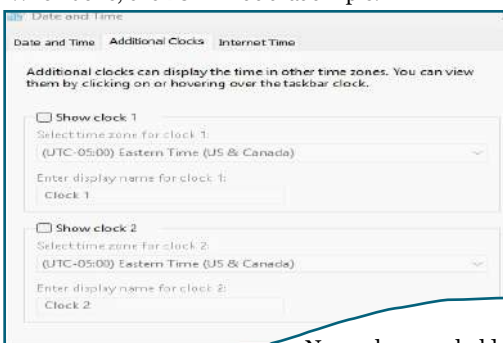 Date and Time
Date and Time Additional Clocks Internet Time
Additional clocks can display the time in other time zones. You can view
them by clicking on or hovering over the taskbar clock.
Show clock 1
Select time zone for clock 1:
(UTC-05:00) Eastern Time (US & Canada)
Enter display name for clock 1:
Clock 1
Show clock 2
Select time zone for clock 2:
(UTC-05:00) Eastern Time (US & Canada)
Enter display name for clock 2:
Clock 2